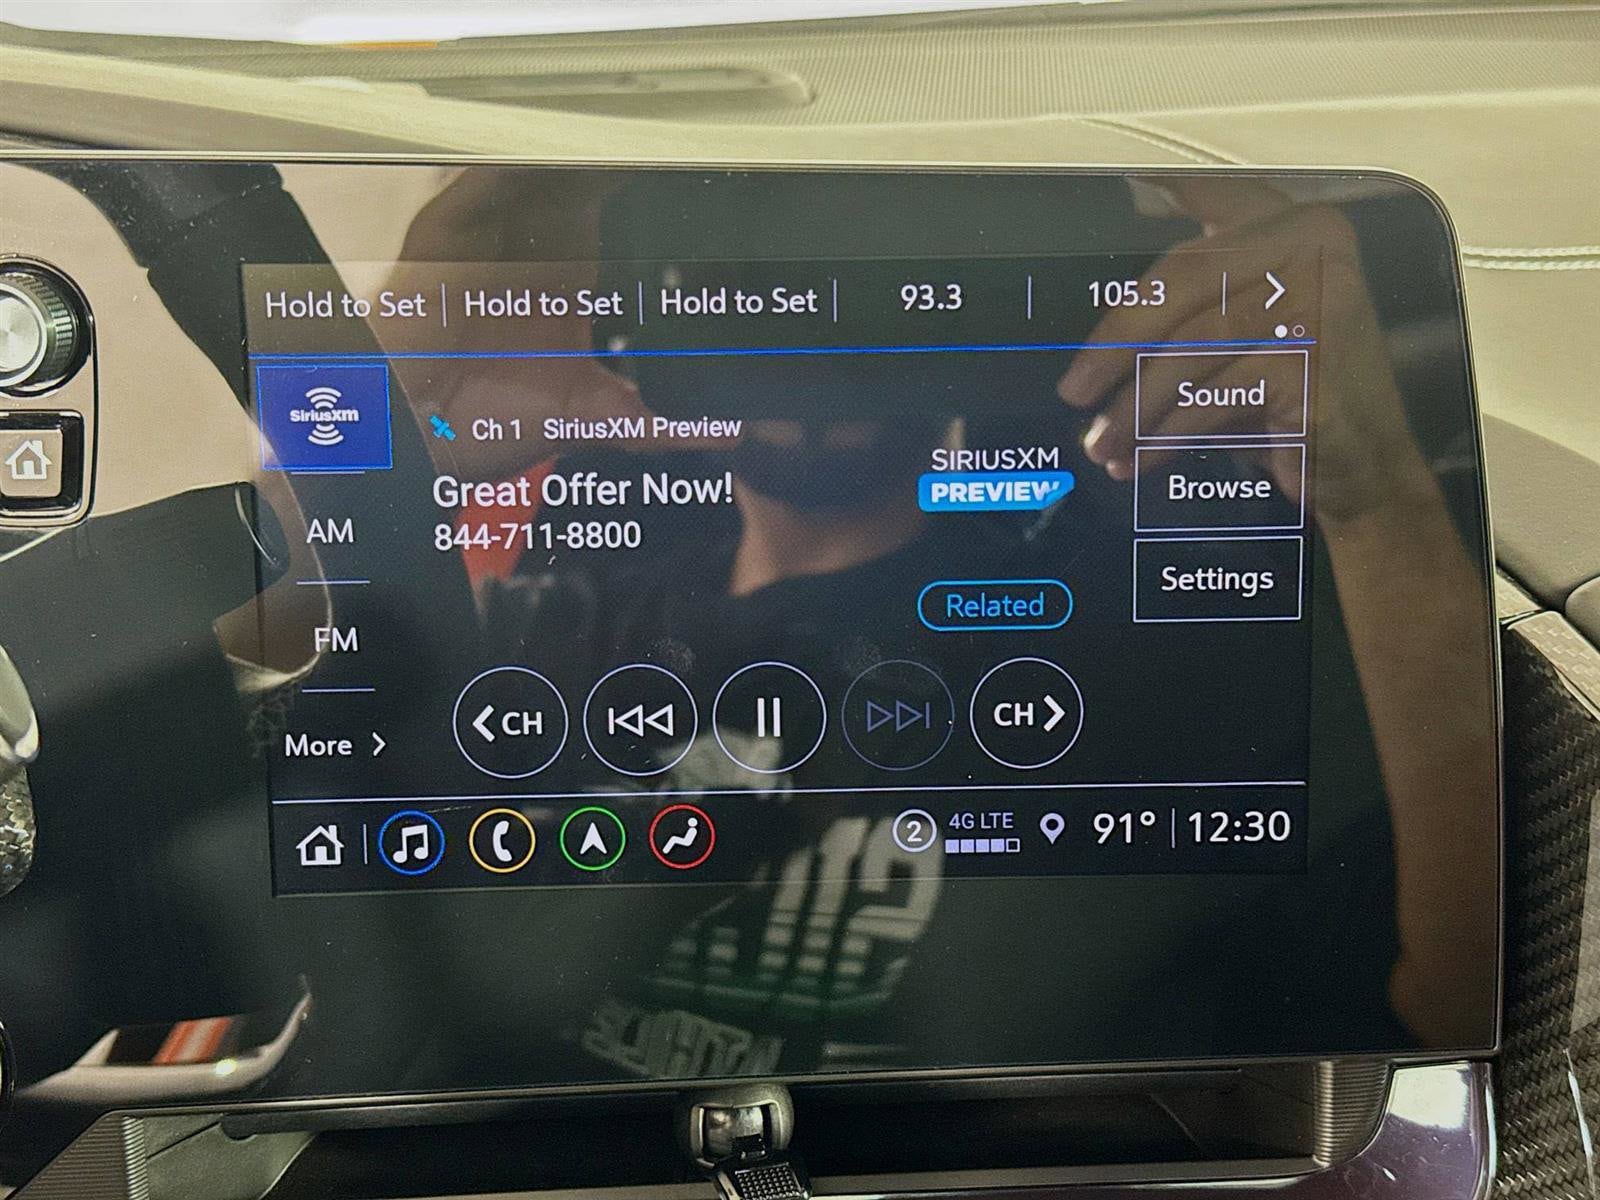 Hold to Set Hold to Set Hold to Set 93.3 105.3
SiriusXM
Ch 1 SiriusXM Preview
Great Offer Now!
844-711-8800
SIRIUSXM
PREVIEW
Related
Sound
Browse
Settings
AM
FM
More
CH
CH
2 4G LTE 91° 12:30